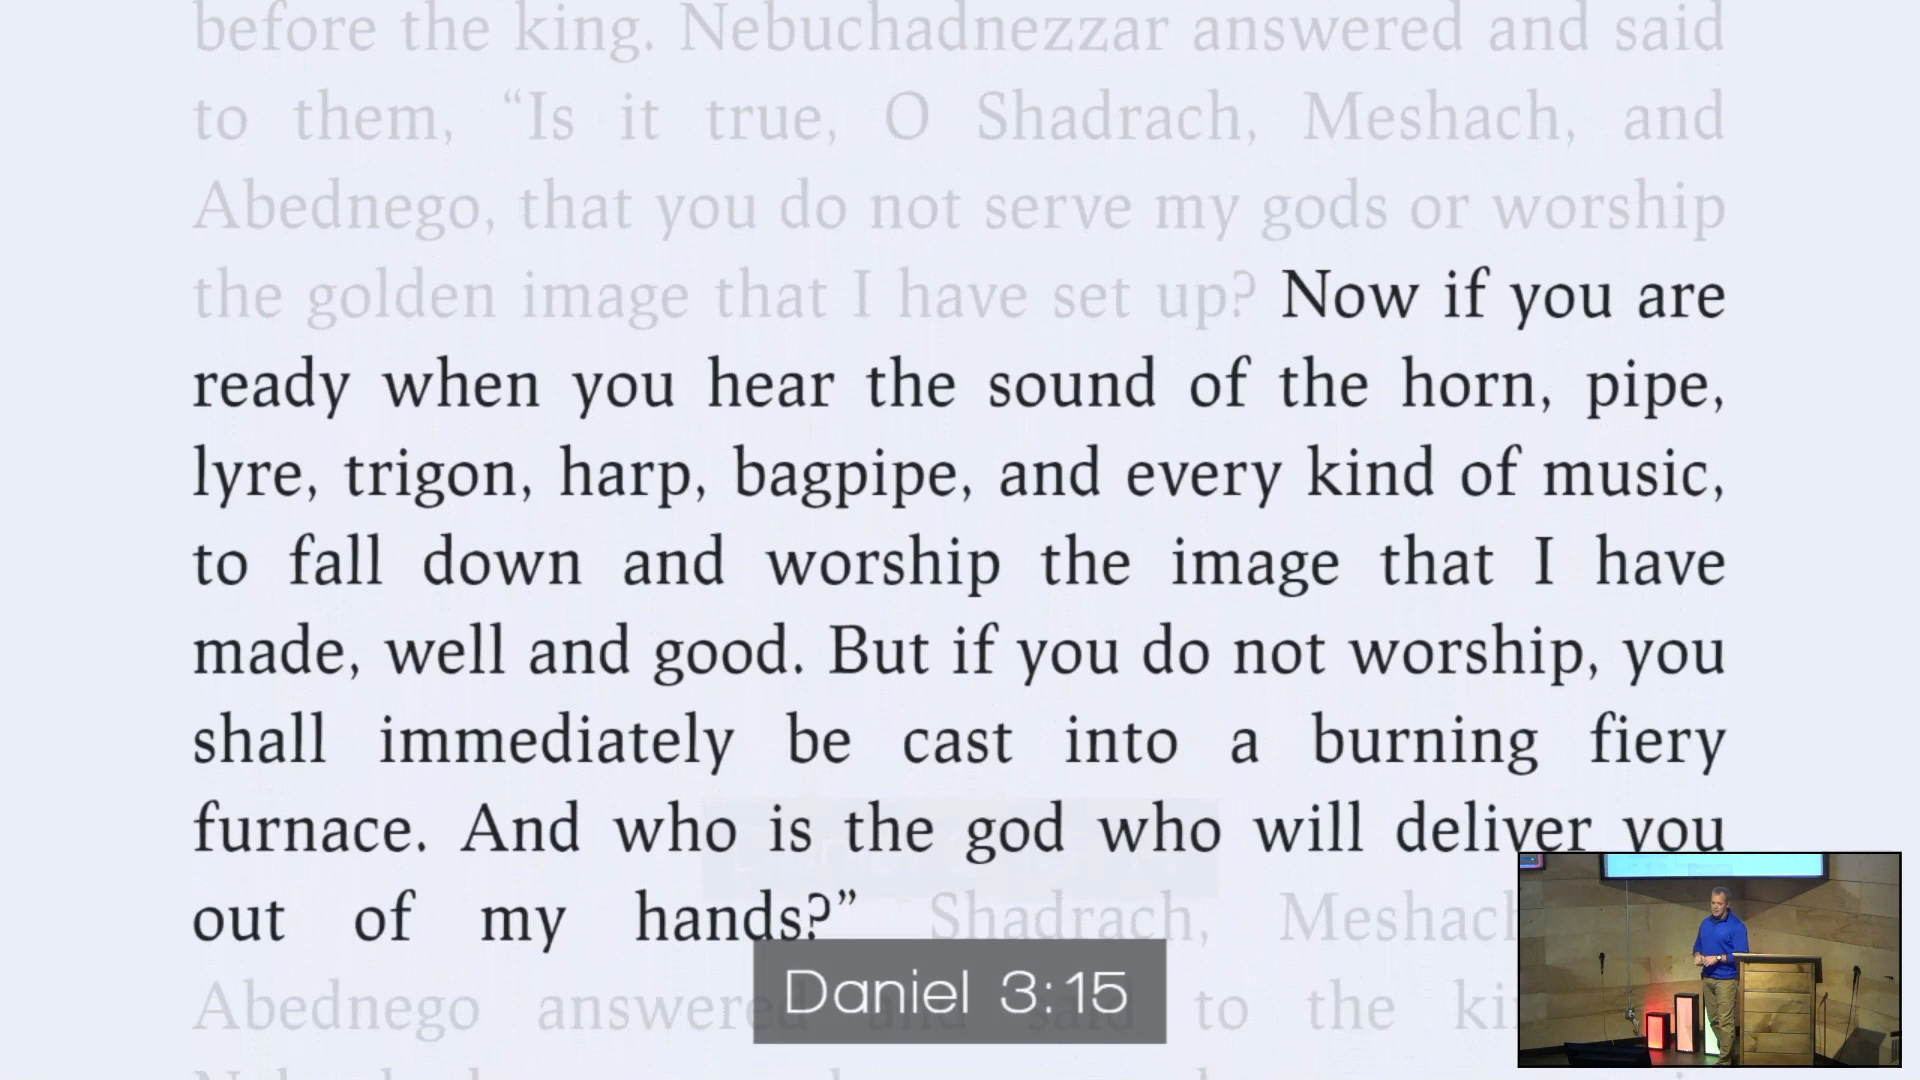 before the king. Nebuchadnezzar answered and said
to them, “Is it true, O Shadrach, Meshach, and
Abednego, that you do not serve my gods or worship
the golden image that I have set up? Now if you are
ready when you hear the sound of the horn, pipe,
lyre, trigon, harp, bagpipe, and every kind of music,
to fall down and worship the image that I have
made, well and good. But if you do not worship, you
shall immediately be cast into a burning fiery
furnace. And who is the god who will deliver you
out of my hands?” Shadrach, Meshach
Abednego answered and said to the
Daniel 3:15